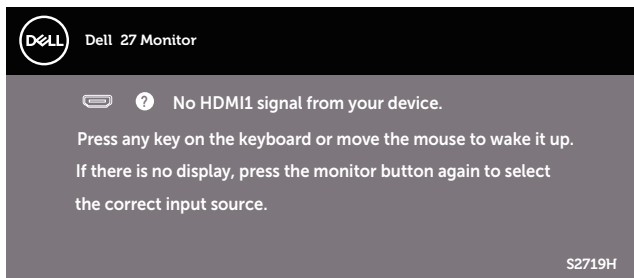 DELL
Dell 27 Monitor
? No HDMI1 signal from your device.
Press any key on the keyboard or move the mouse to wake it up.
If there is no display, press the monitor button again to select
the correct input source.
S2719H